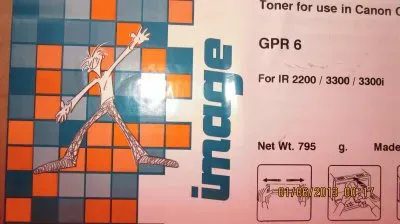 Toner for use in Canon
GPR 6
For IR 2200 / 3300 / 3300i
image
Net Wt. 795 g. Made
01/08/2013 00:17